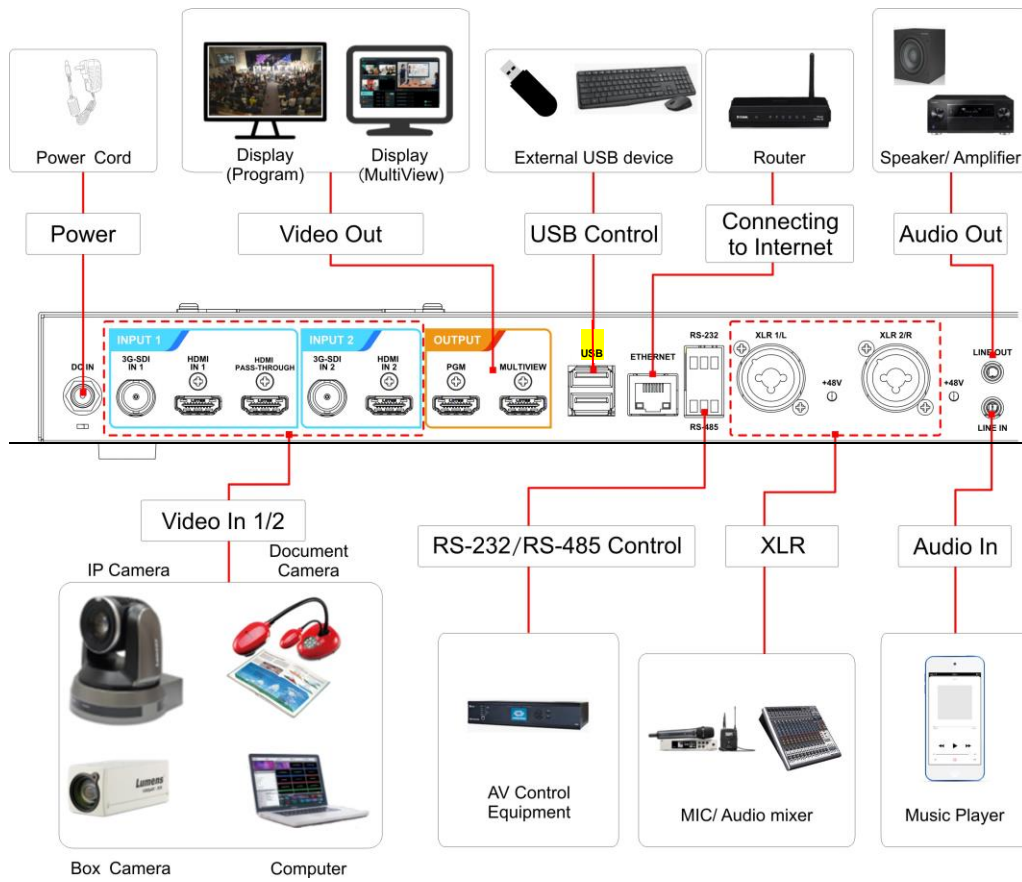 Power Cord
Display
(Program)
Display
(MultiView)
External USB device
Router
Speaker/ Amplifier
Power
Video Out
USB Control
Connecting
to Internet
Audio Out
INPUT 1
INPUT 2
OUTPUT
DC IN
3G-SDI
IN 1
HDMI
IN 1
HDMI
PASS-THROUGH
3G-SDI
IN 2
HDMI
IN 2
PGM
MULTIVIEW
USB
ETHERNET
RS-232
RS-485
XLR 1/L
+48V
XLR 2/R
+48V
LINE OUT
LINE IN
Video In 1/2
RS-232/RS-485 Control
XLR
Audio In
IP Camera
Document
Camera
Lumens
Box Camera
Computer
AV Control
Equipment
MIC/ Audio mixer
Music Player